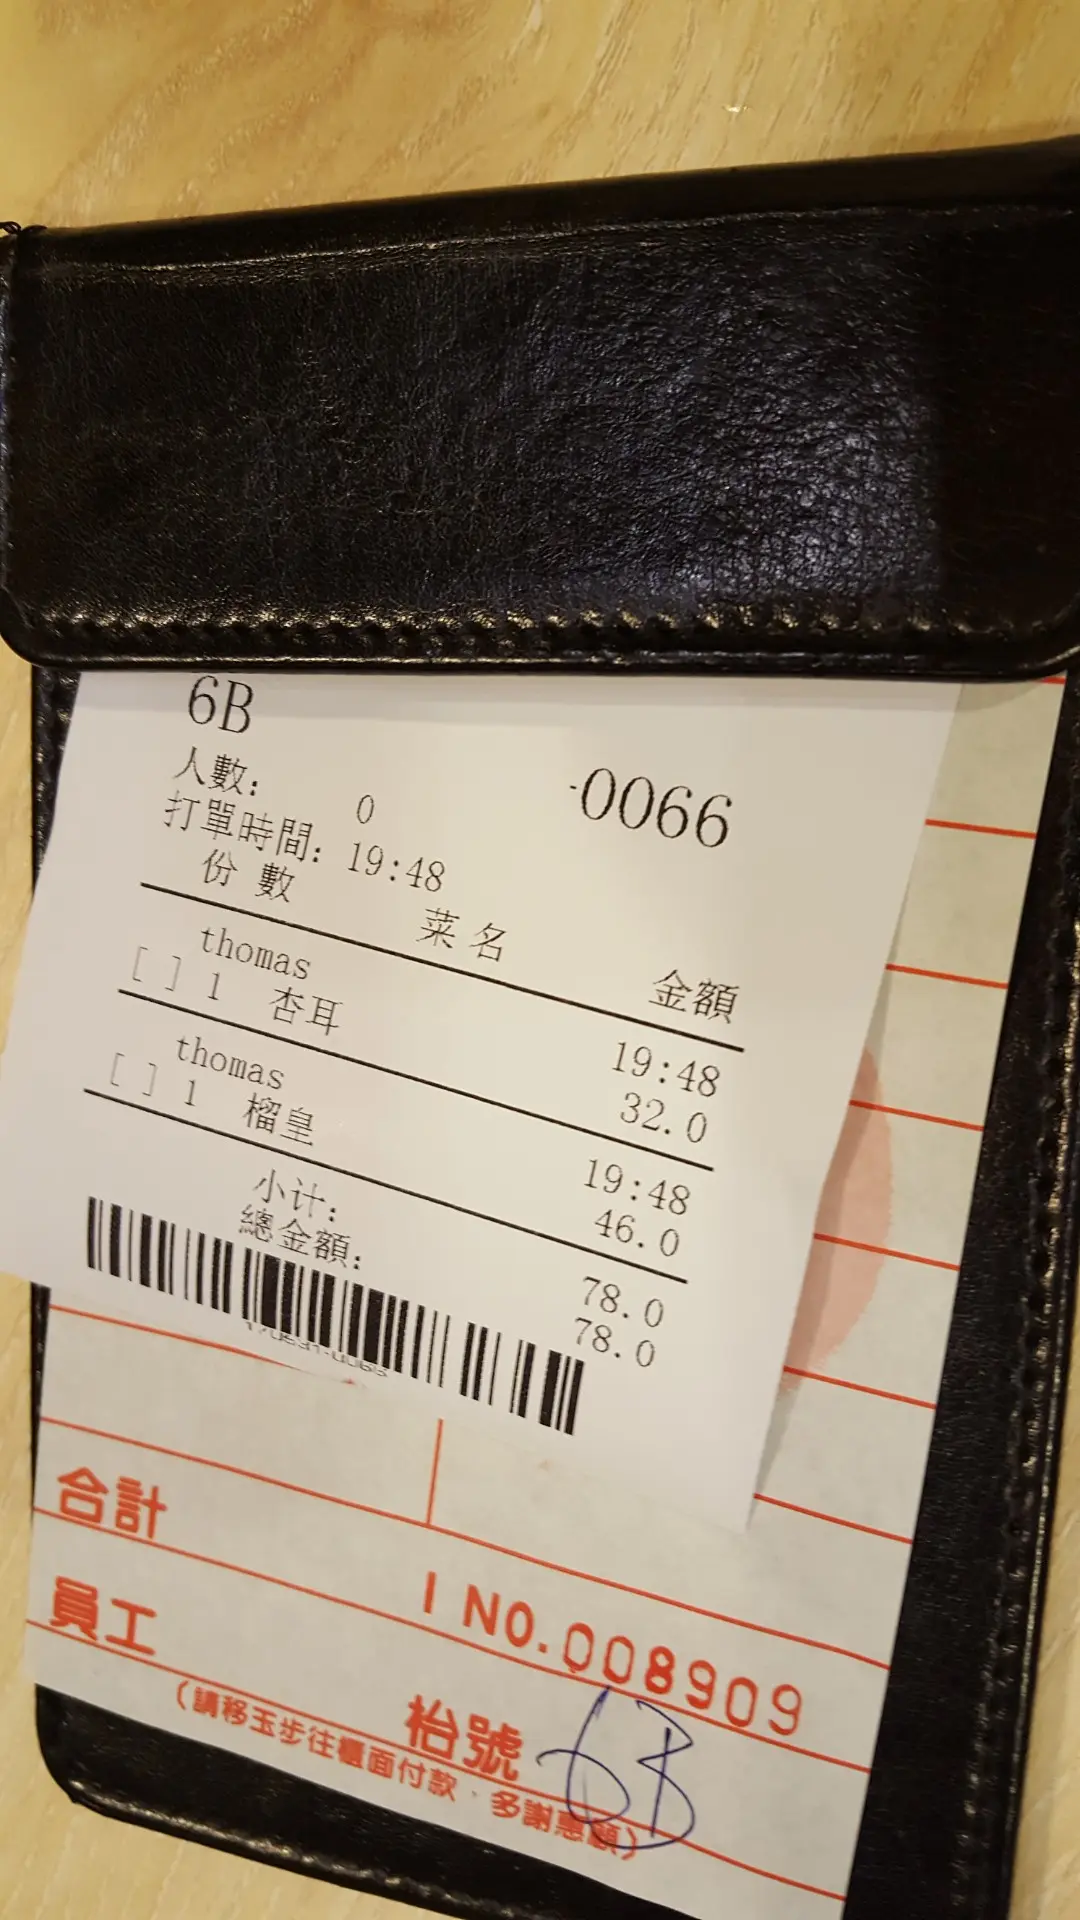 6B
-0066
人數: 0
打單時間: 19:48
份 數 菜 名 金額
thomas 19:48
[ ] 1 杏耳 32.0
thomas 19:48
[ ] 1 榴皇 46.0
小计: 78.0
總金額: 78.0
合計
I NO.008909
員工
枱號 6B
(請移玉步往櫃面付款．多謝惠顧)